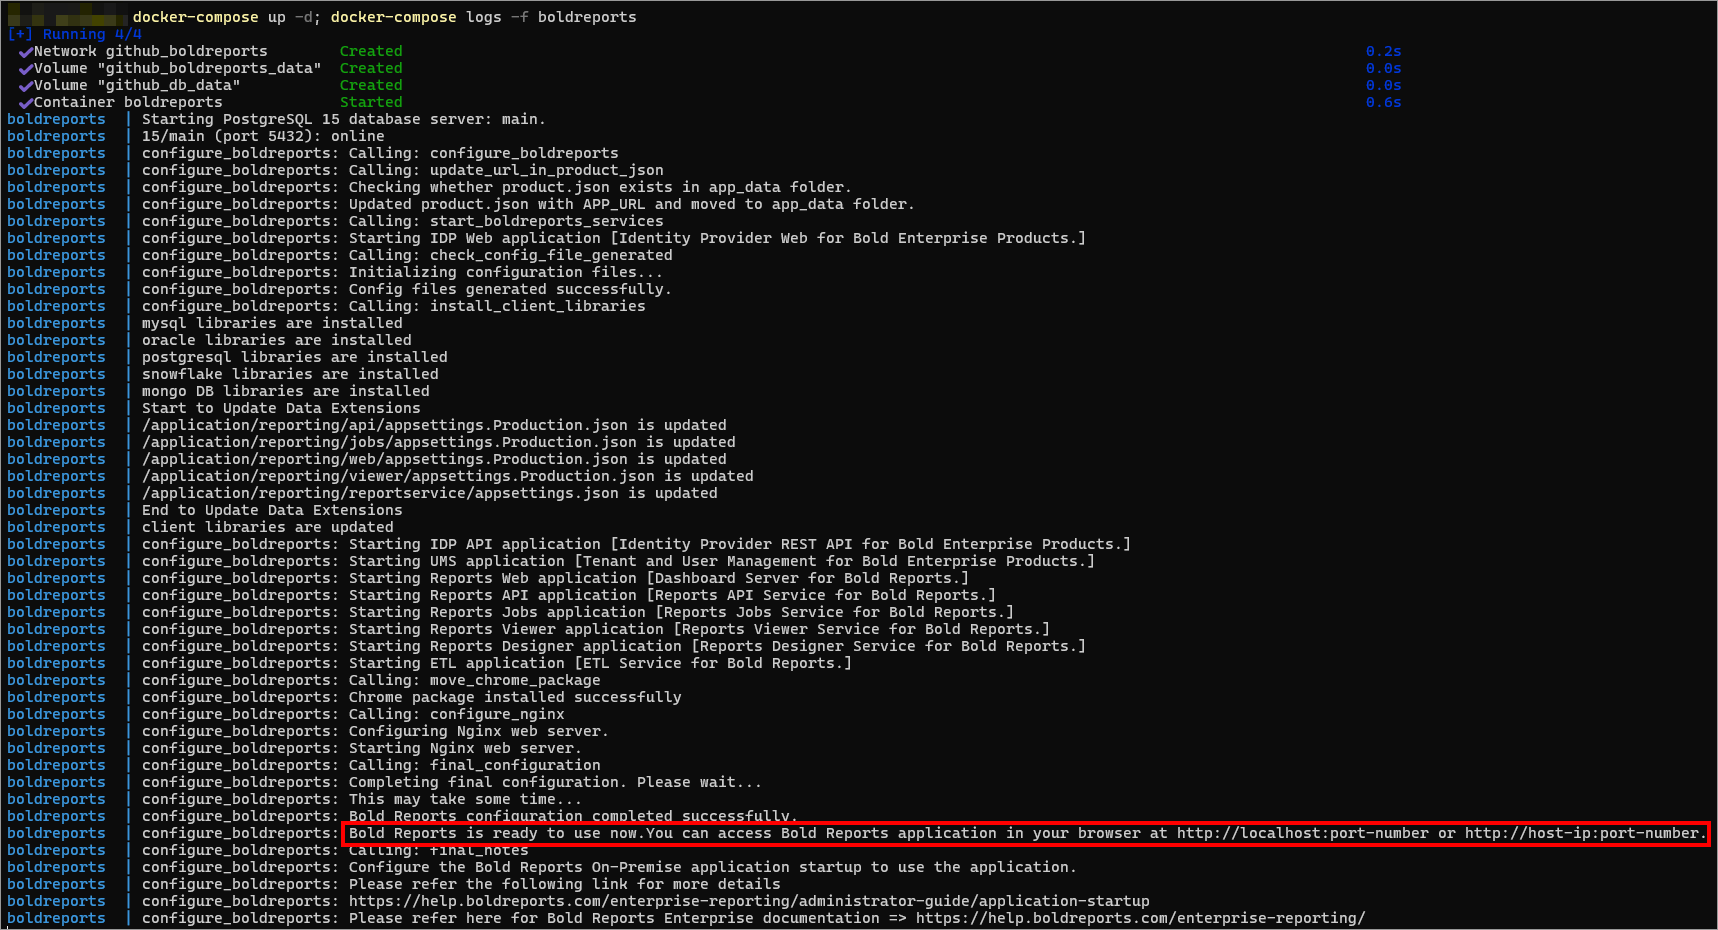 docker-compose up -d; docker-compose logs -f boldreports
[+] Running 4/4
✔Network github_boldreports Created 0.2s
✔Volume "github_boldreports_data" Created 0.0s
✔Volume "github_db_data" Created 0.0s
✔Container boldreports Started 0.6s
boldreports | Starting PostgreSQL 15 database server: main.
boldreports | 15/main (port 5432): online
boldreports | configure_boldreports: Calling: configure_boldreports
boldreports | configure_boldreports: Calling: update_url_in_product_json
boldreports | configure_boldreports: Checking whether product.json exists in app_data folder.
boldreports | configure_boldreports: Updated product.json with APP_URL and moved to app_data folder.
boldreports | configure_boldreports: Calling: start_boldreports_services
boldreports | configure_boldreports: Starting IDP Web application [Identity Provider Web for Bold Enterprise Products.]
boldreports | configure_boldreports: Calling: check_config_file_generated
boldreports | configure_boldreports: Initializing configuration files...
boldreports | configure_boldreports: Config files generated successfully.
boldreports | configure_boldreports: Calling: install_client_libraries
boldreports | mysql libraries are installed
boldreports | oracle libraries are installed
boldreports | postgresql libraries are installed
boldreports | snowflake libraries are installed
boldreports | mongo DB libraries are installed
boldreports | Start to Update Data Extensions
boldreports | /application/reporting/api/appsettings.Production.json is updated
boldreports | /application/reporting/jobs/appsettings.Production.json is updated
boldreports | /application/reporting/web/appsettings.Production.json is updated
boldreports | /application/reporting/viewer/appsettings.Production.json is updated
boldreports | /application/reporting/reportservice/appsettings.json is updated
boldreports | End to Update Data Extensions
boldreports | client libraries are updated
boldreports | configure_boldreports: Starting IDP API application [Identity Provider REST API for Bold Enterprise Products.]
boldreports | configure_boldreports: Starting UMS application [Tenant and User Management for Bold Enterprise Products.]
boldreports | configure_boldreports: Starting Reports Web application [Dashboard Server for Bold Reports.]
boldreports | configure_boldreports: Starting Reports API application [Reports API Service for Bold Reports.]
boldreports | configure_boldreports: Starting Reports Jobs application [Reports Jobs Service for Bold Reports.]
boldreports | configure_boldreports: Starting Reports Viewer application [Reports Viewer Service for Bold Reports.]
boldreports | configure_boldreports: Starting Reports Designer application [Reports Designer Service for Bold Reports.]
boldreports | configure_boldreports: Starting ETL application [ETL Service for Bold Reports.]
boldreports | configure_boldreports: Calling: move_chrome_package
boldreports | configure_boldreports: Chrome package installed successfully
boldreports | configure_boldreports: Calling: configure_nginx
boldreports | configure_boldreports: Configuring Nginx web server.
boldreports | configure_boldreports: Starting Nginx web server.
boldreports | configure_boldreports: Calling: final_configuration
boldreports | configure_boldreports: Completing final configuration. Please wait...
boldreports | configure_boldreports: This may take some time...
boldreports | configure_boldreports: Bold Reports configuration completed successfully.
boldreports | configure_boldreports: Bold Reports is ready to use now.You can access Bold Reports application in your browser at http://localhost:port-number or http://host-ip:port-number.
boldreports | configure_boldreports: Calling: final_notes
boldreports | configure_boldreports: Configure the Bold Reports On-Premise application startup to use the application.
boldreports | configure_boldreports: Please refer the following link for more details
boldreports | configure_boldreports: https://help.boldreports.com/enterprise-reporting/administrator-guide/application-startup
boldreports | configure_boldreports: Please refer here for Bold Reports Enterprise documentation => https://help.boldreports.com/enterprise-reporting/